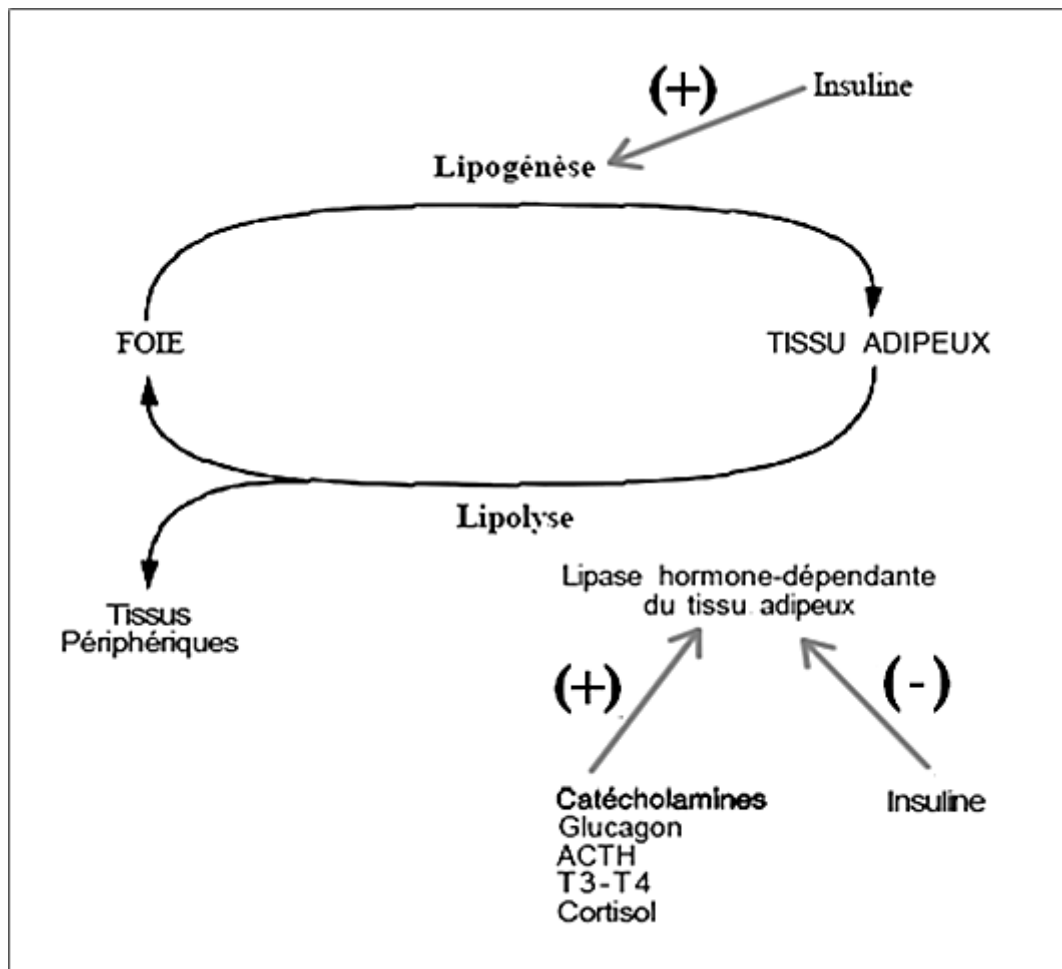 (+)
Insuline
Lipogénèse
FOIE
TISSU ADIPEUX
Lipolyse
Lipase hormone-dépendante
du tissu adipeux
Tissus
Périphériques
(+)
(-)
Catécholamines
Insuline
Glucagon
ACTH
T3-T4
Cortisol